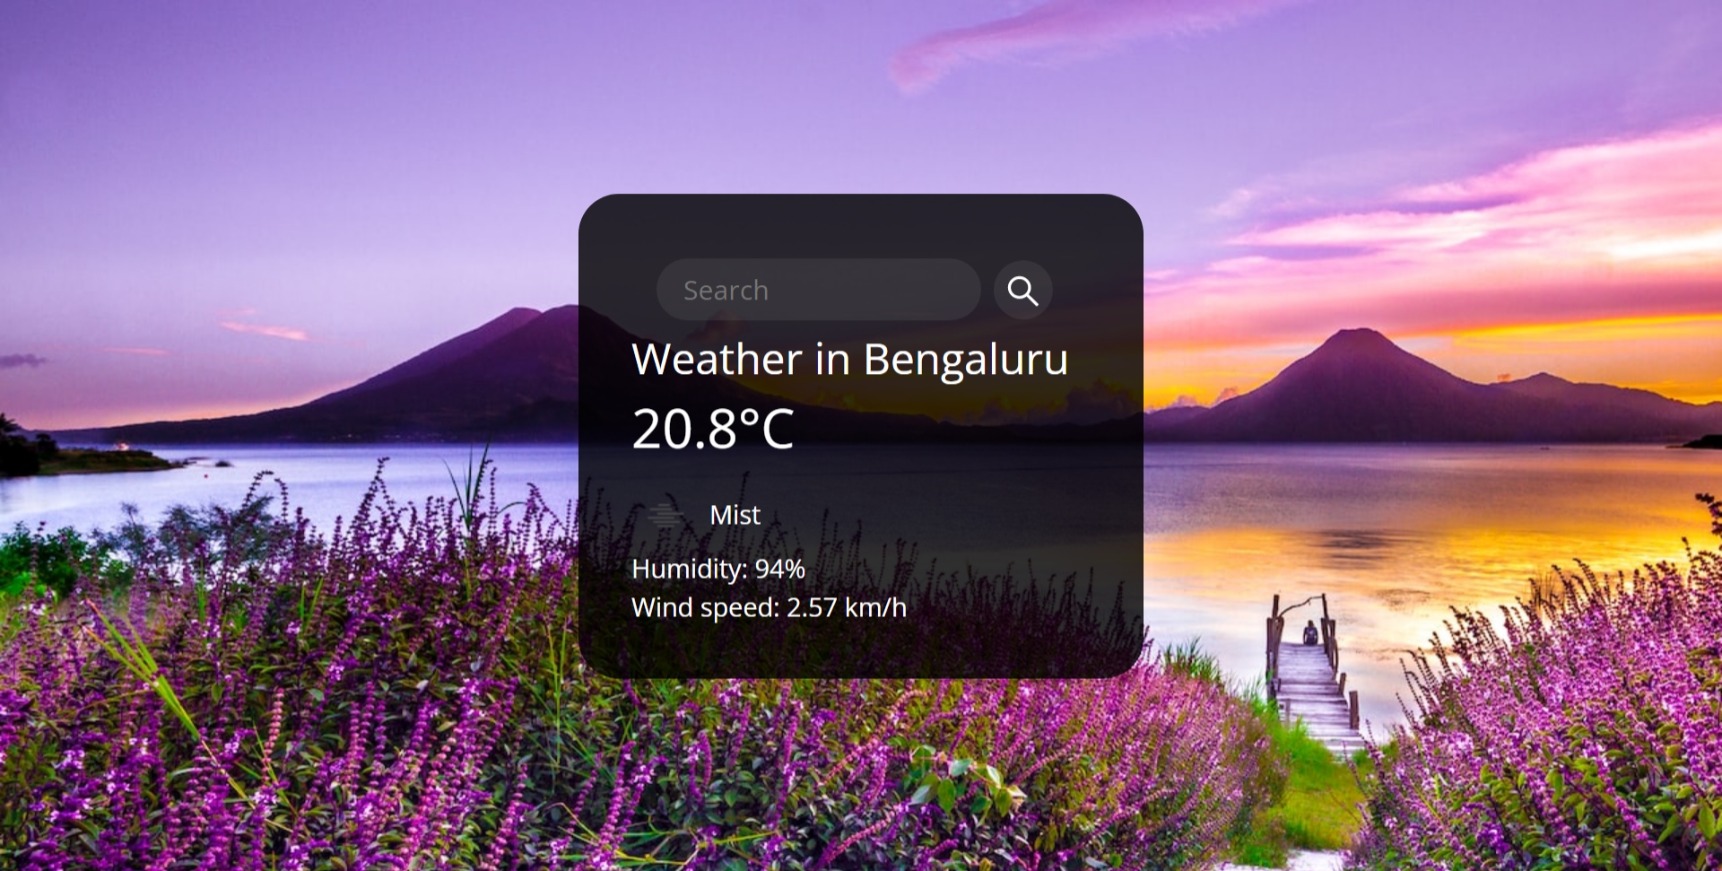 Search
Weather in Bengaluru
20.8°C
Mist
Humidity: 94%
Wind speed: 2.57 km/h